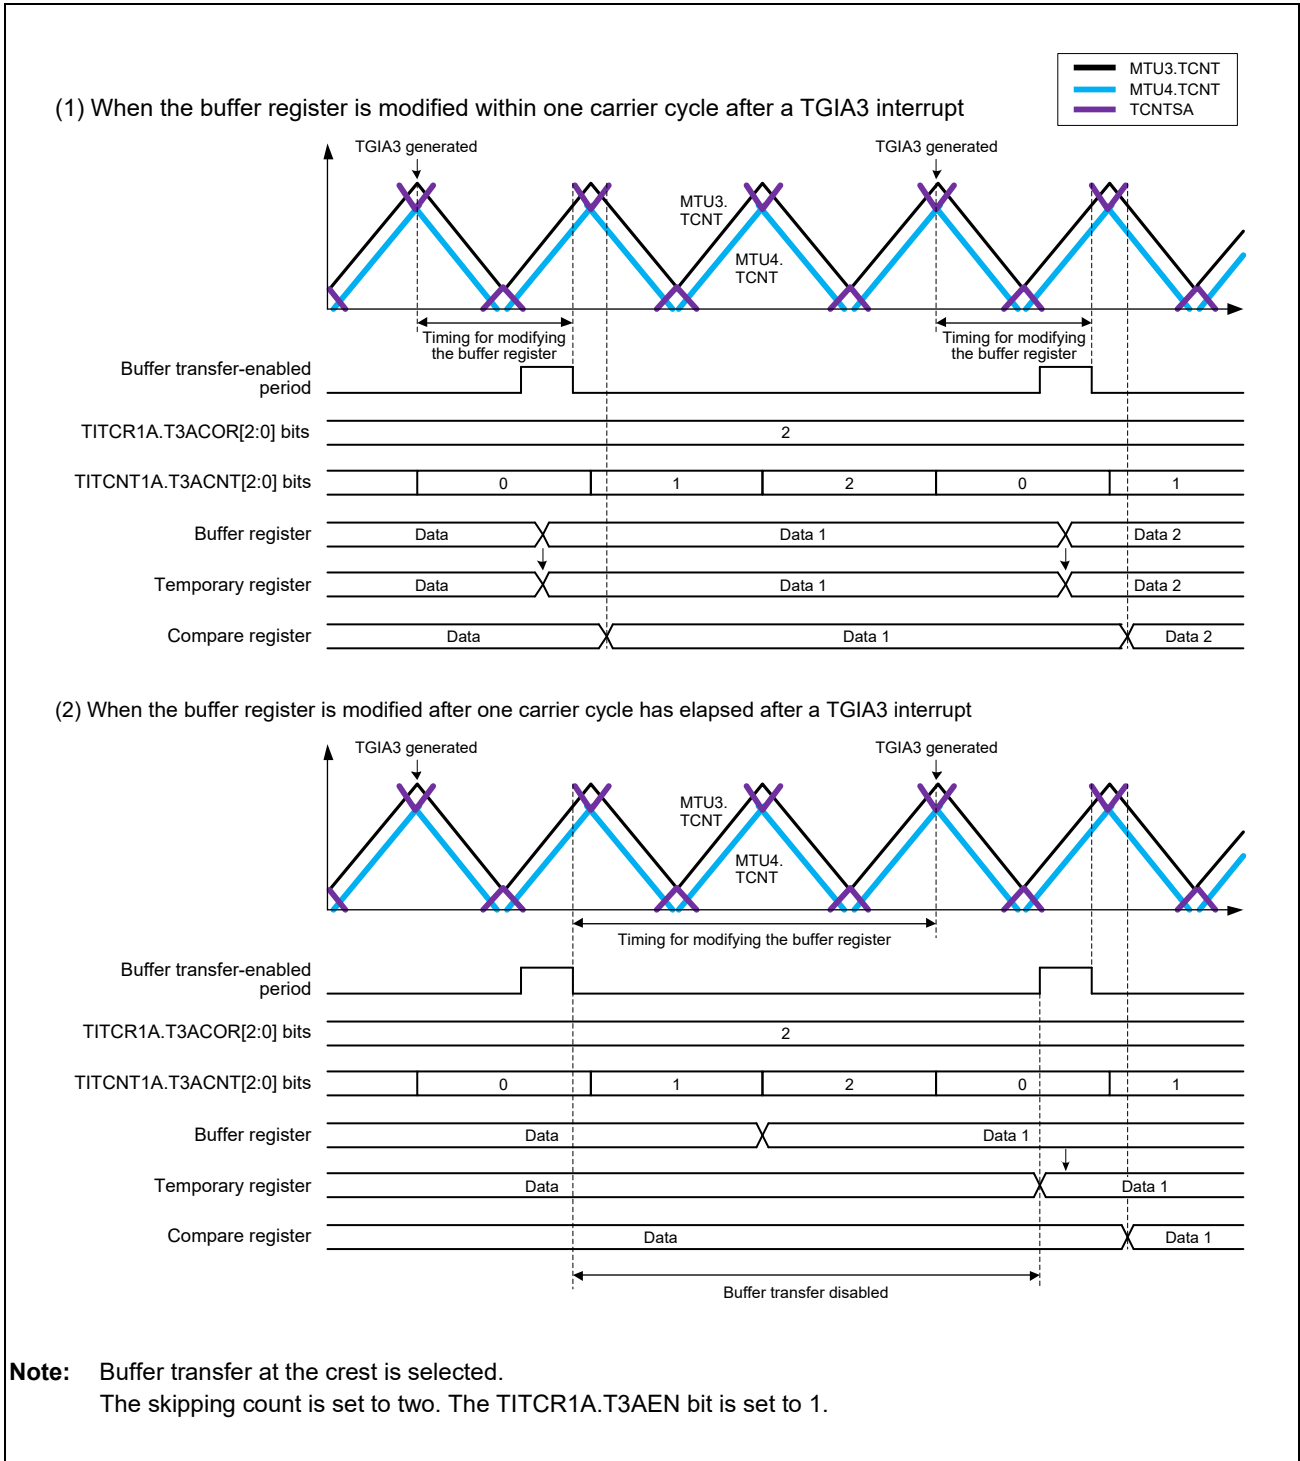 MTU3.TCNT
MTU4.TCNT
TCNTSA
(1) When the buffer register is modified within one carrier cycle after a TGIA3 interrupt
TGIA3 generated
TGIA3 generated
MTU3.
TCNT
MTU4.
TCNT
Timing for modifying
the buffer register
Timing for modifying
the buffer register
Buffer transfer-enabled
period
TITCR1A.T3ACOR[2:0] bits
2
TITCNT1A.T3ACNT[2:0] bits
0
1
2
0
1
Buffer register
Data
Data 1
Data 2
Temporary register
Data
Data 1
Data 2
Compare register
Data
Data 1
Data 2
(2) When the buffer register is modified after one carrier cycle has elapsed after a TGIA3 interrupt
TGIA3 generated
TGIA3 generated
MTU3.
TCNT
MTU4.
TCNT
Timing for modifying the buffer register
Buffer transfer-enabled
period
TITCR1A.T3ACOR[2:0] bits
2
TITCNT1A.T3ACNT[2:0] bits
0
1
2
0
1
Buffer register
Data
Data 1
Temporary register
Data
Data 1
Compare register
Data
Data 1
Buffer transfer disabled
Note: Buffer transfer at the crest is selected.
The skipping count is set to two. The TITCR1A.T3AEN bit is set to 1.